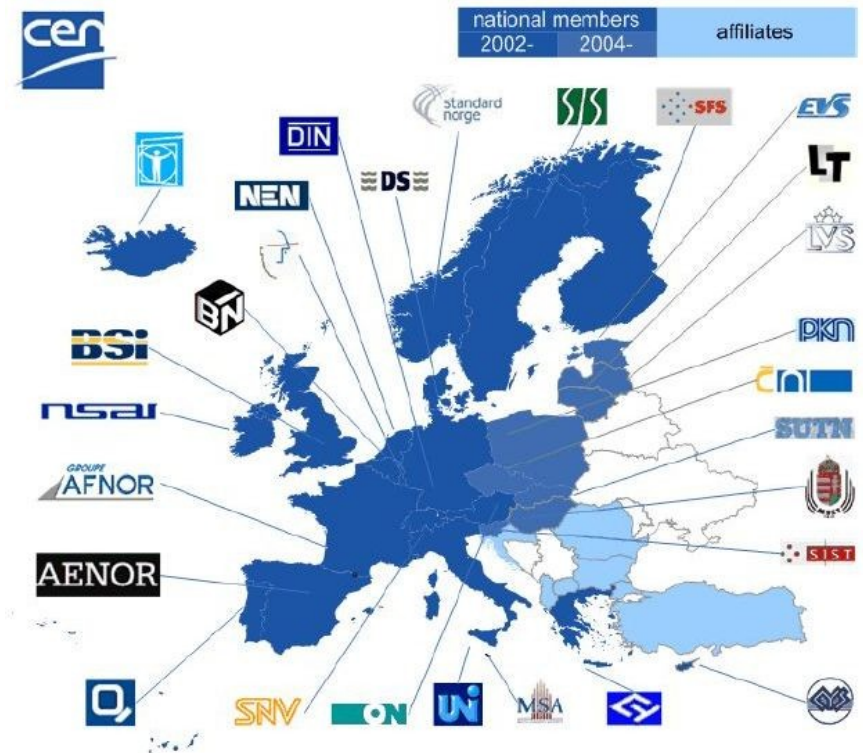 cen
national members
2002-
2004-
affiliates
standard
norge
SIS
SFS
EVS
DIN
LT
DS
NEN
LVS
BN
PKN
BSi
nsai
SUTN
GROUPE
AFNOR
SIST
AENOR
SNV
ON
UNI
MSA